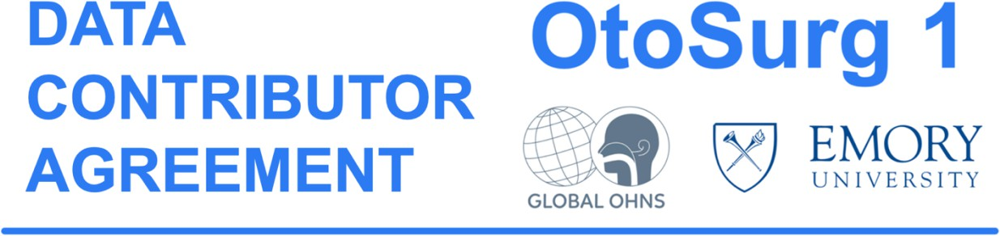 DATA
CONTRIBUTOR
AGREEMENT
OtoSurg 1
GLOBAL OHNS
EMORY
UNIVERSITY